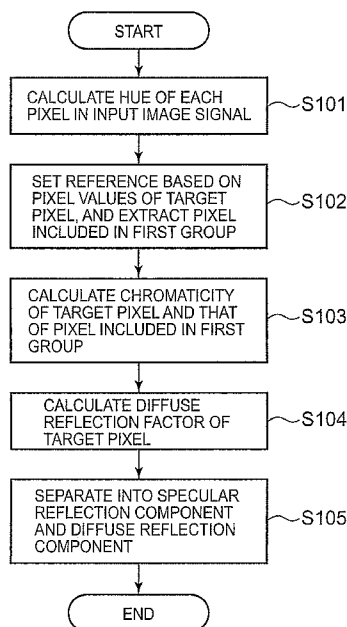 START
CALCULATE HUE OF EACH
PIXEL IN INPUT IMAGE SIGNAL
S101
SET REFERENCE BASED ON
PIXEL VALUES OF TARGET
PIXEL, AND EXTRACT PIXEL
INCLUDED IN FIRST GROUP
S102
CALCULATE CHROMATICITY
OF TARGET PIXEL AND THAT
OF PIXEL INCLUDED IN FIRST
GROUP
S103
CALCULATE DIFFUSE
REFLECTION FACTOR OF
TARGET PIXEL
S104
SEPARATE INTO SPECULAR
REFLECTION COMPONENT
AND DIFFUSE REFLECTION
COMPONENT
S105
END